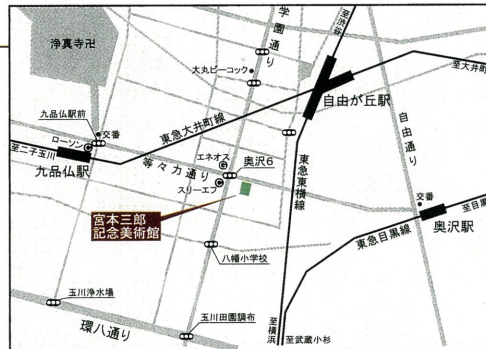 浄真寺卍
学園通り
至渋谷
大丸ピーコック
至大井町
自由が丘駅
九品仏駅前
交番
東急大井町線
自由通り
ローソン
至二子玉川
九品仏駅
等々力通り
エネオス
奥沢6
スリーエフ
東急東横線
交番
至目黒
奥沢駅
東急目黒線
宮本三郎
記念美術館
八幡小学校
玉川浄水場
環八通り
玉川田園調布
至横浜
至武蔵小杉